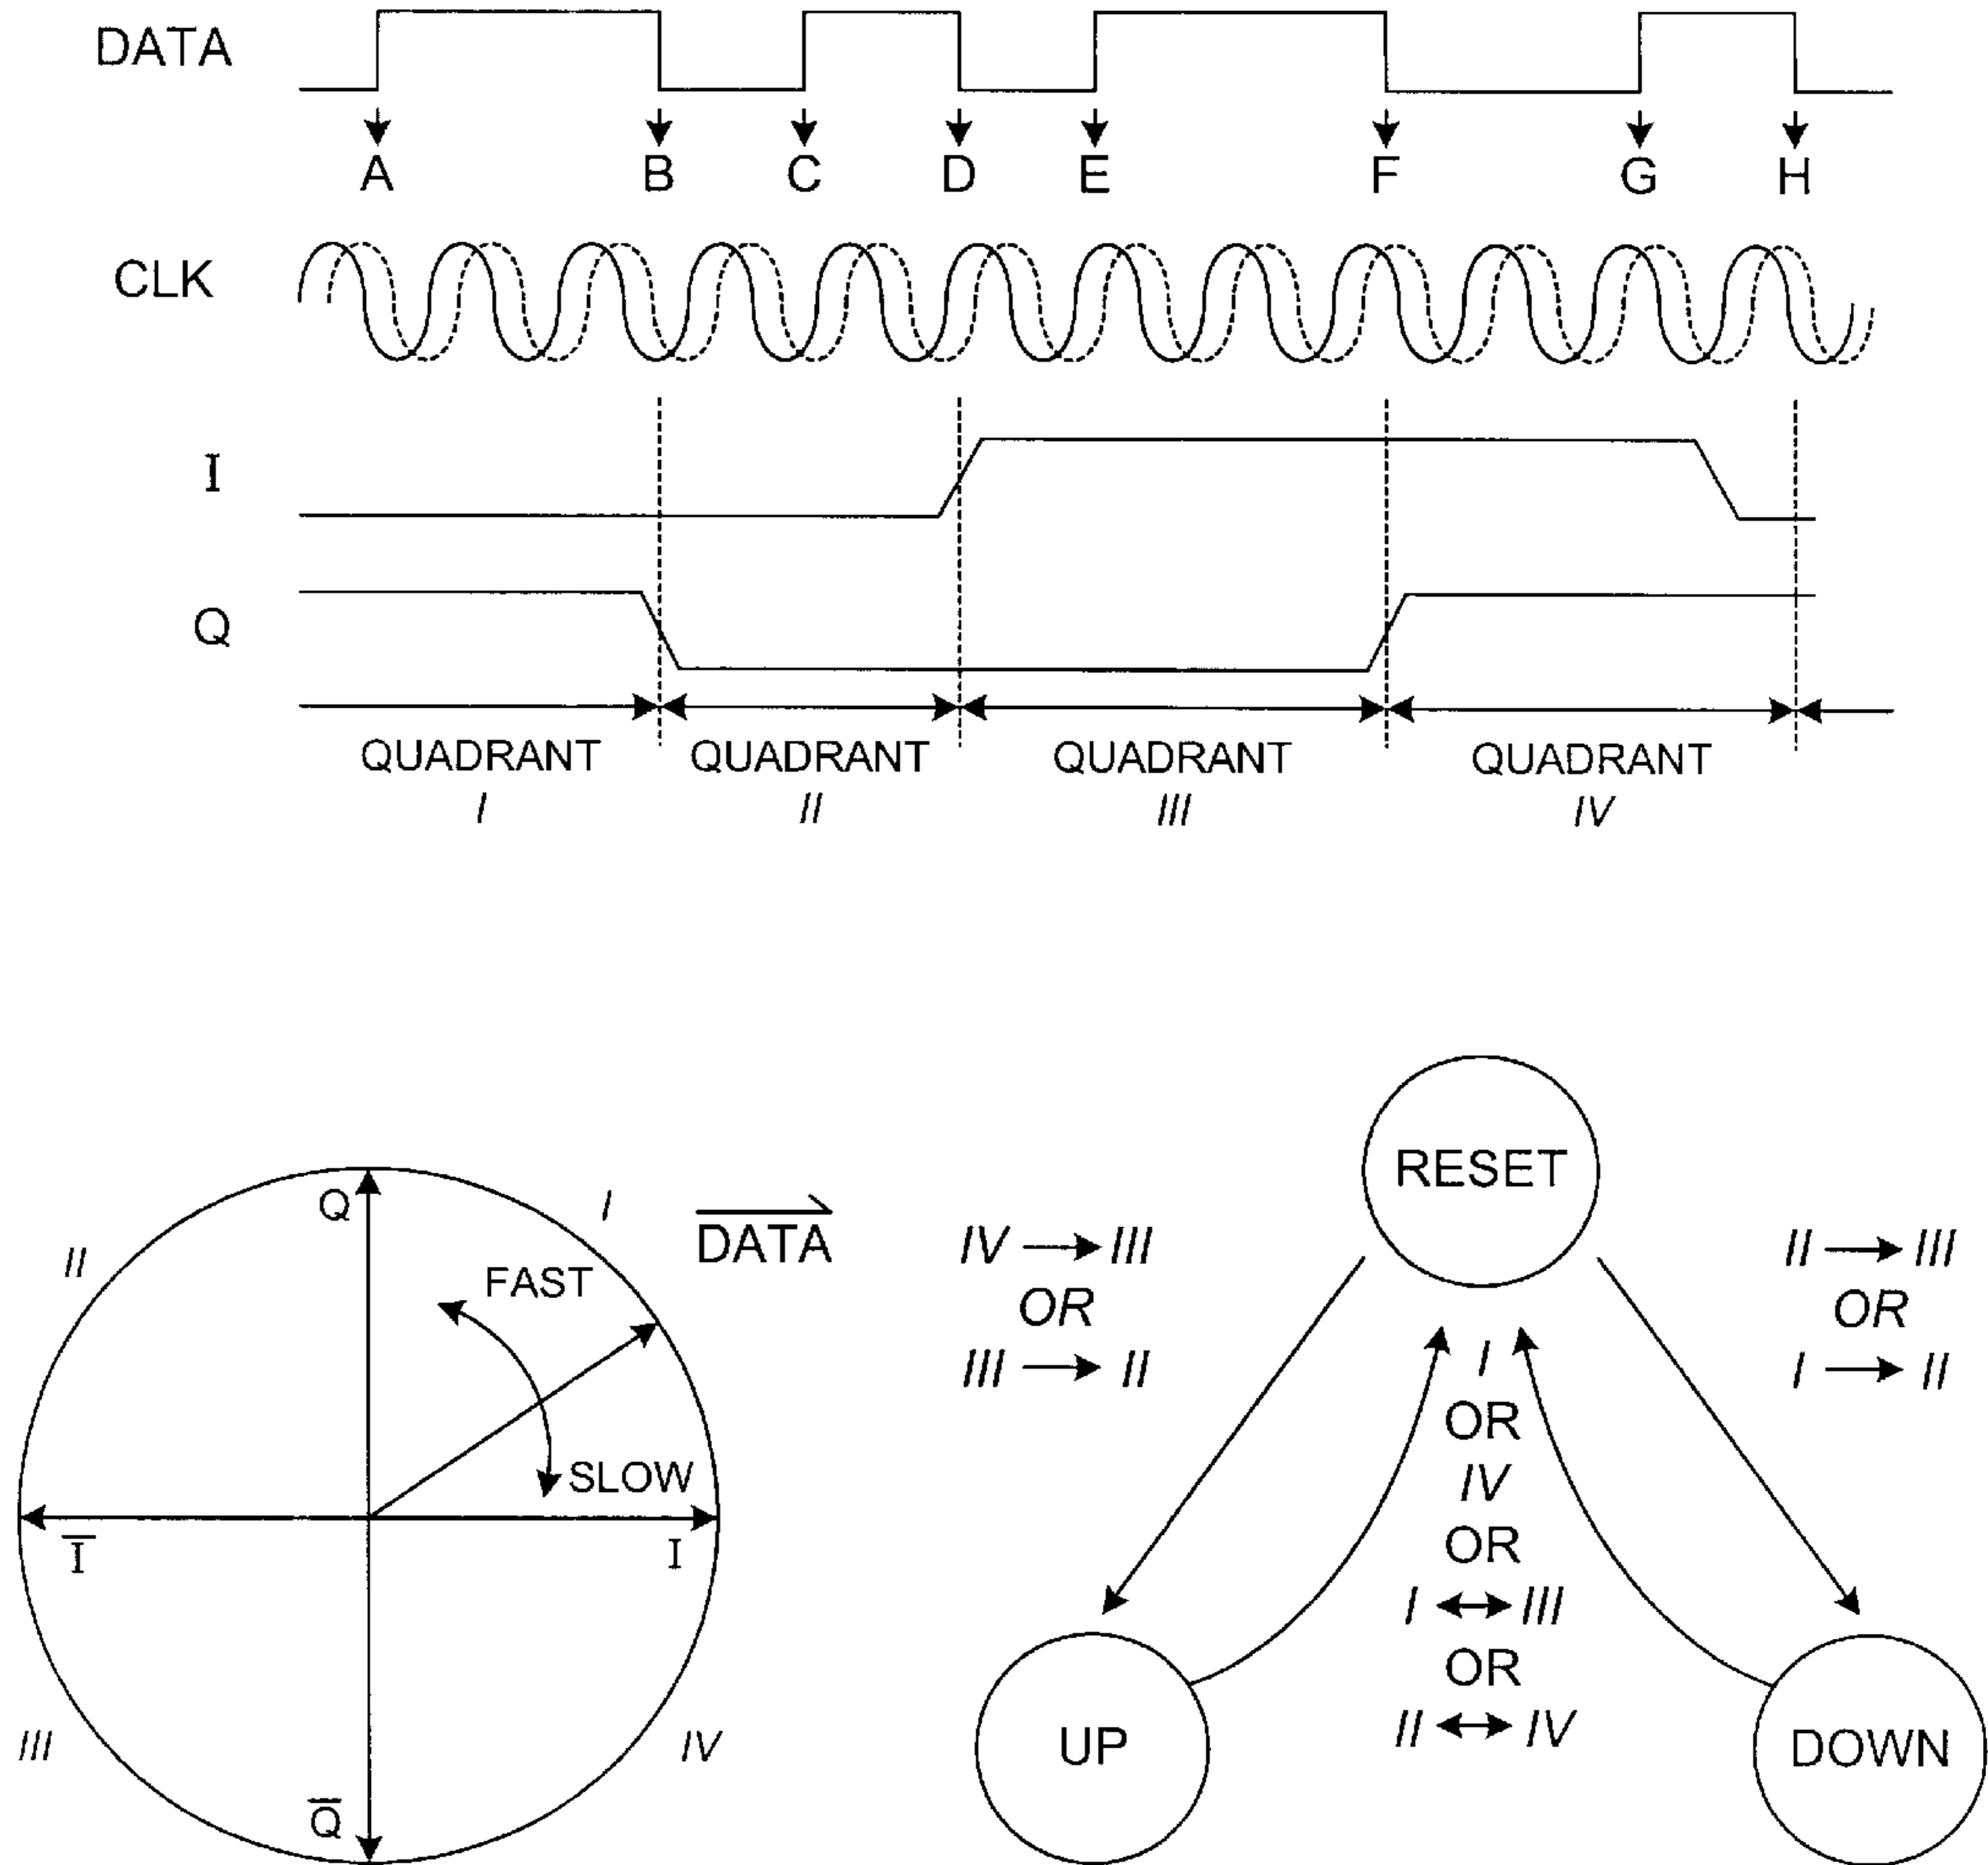 DATA
A B C D E F G H
CLK
I
Q
QUADRANT QUADRANT QUADRANT QUADRANT
I II III IV
Q
I
II
FAST
SLOW
DATA
I̅
I
III
IV
Q̅
RESET
IV → III
OR
III → II
II → III
OR
I → II
I
OR
IV
OR
I ↔ III
OR
II ↔ IV
UP
DOWN